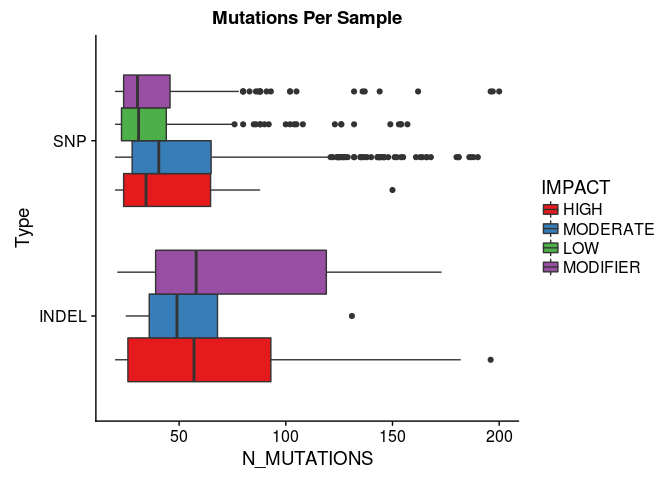 Mutations Per Sample
Type
SNP
INDEL
50
100
150
200
N_MUTATIONS
IMPACT
HIGH
MODERATE
LOW
MODIFIER